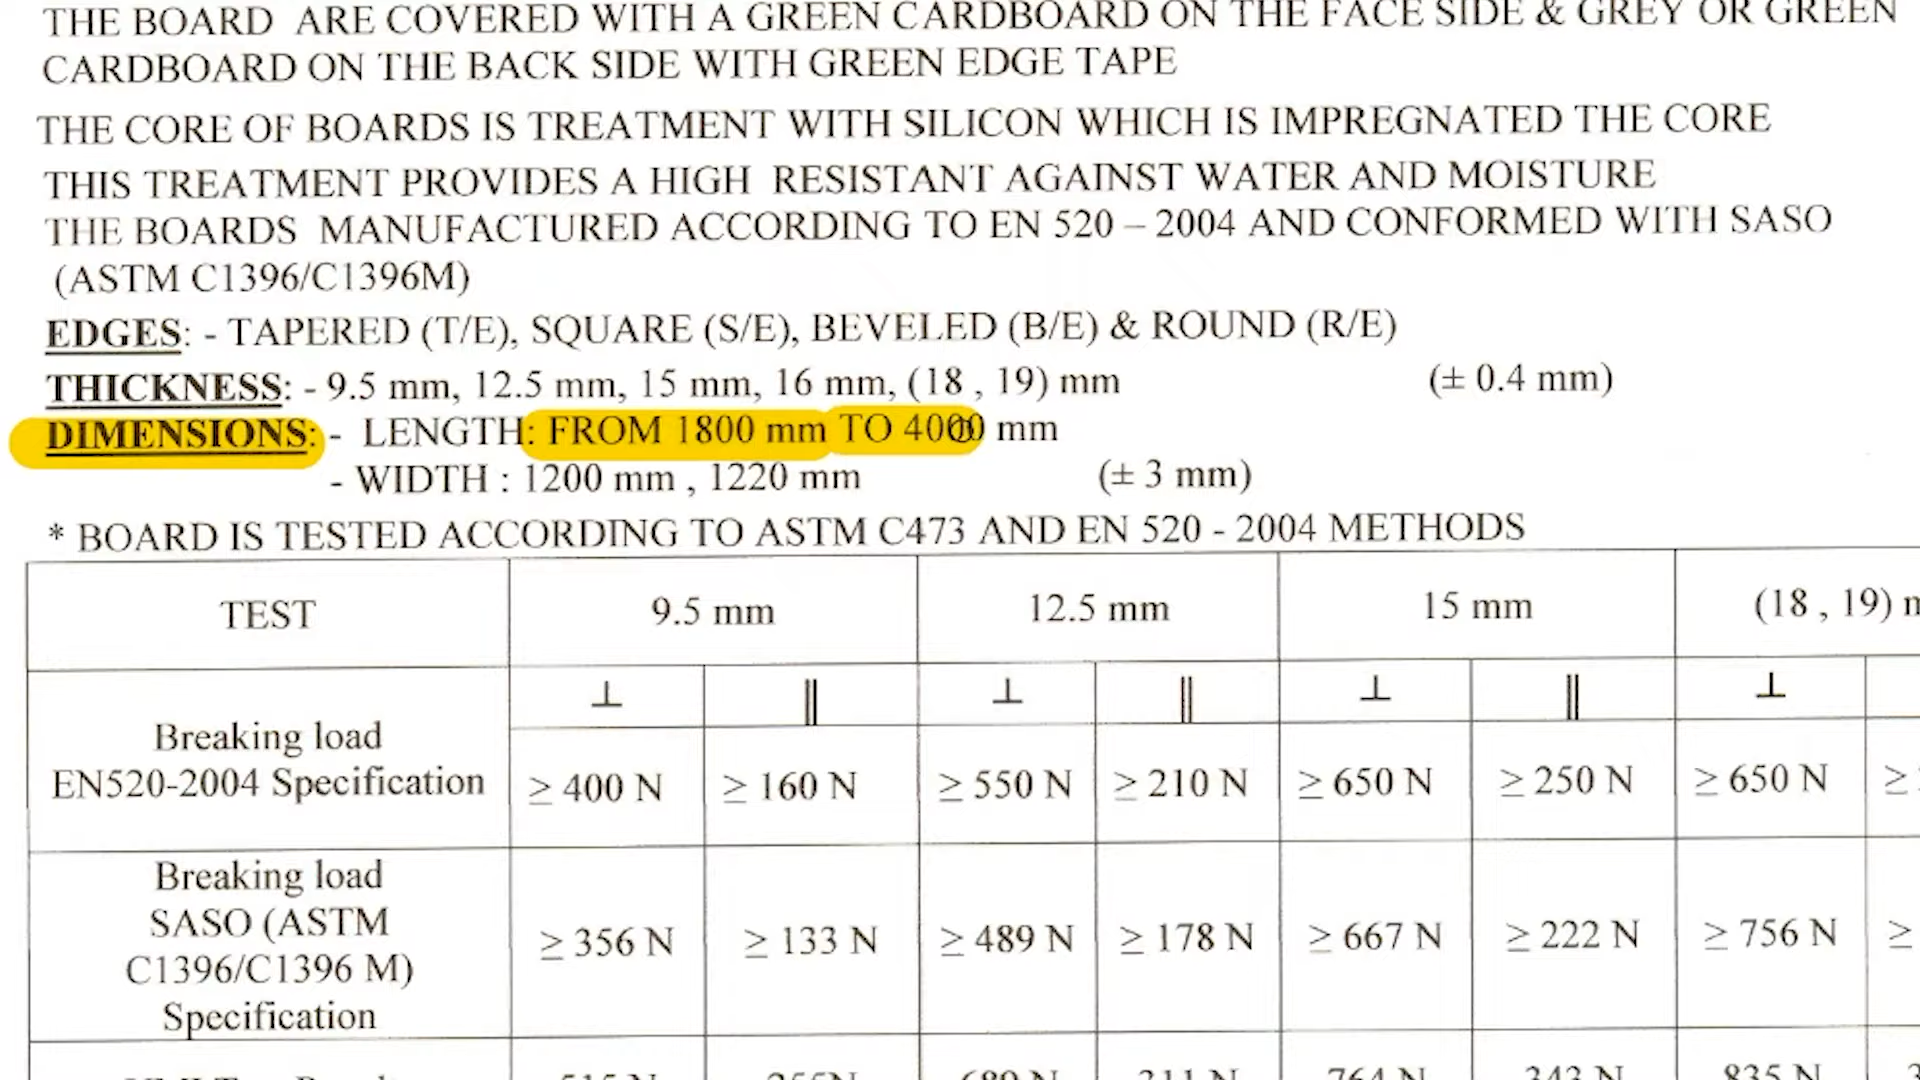 THE BOARD ARE COVERED WITH A GREEN CARDBOARD ON THE FACE SIDE & GREY OR GREEN
CARDBOARD ON THE BACK SIDE WITH GREEN EDGE TAPE
THE CORE OF BOARDS IS TREATMENT WITH SILICON WHICH IS IMPREGNATED THE CORE
THIS TREATMENT PROVIDES A HIGH RESISTANT AGAINST WATER AND MOISTURE
THE BOARDS MANUFACTURED ACCORDING TO EN 520 – 2004 AND CONFORMED WITH SASO
(ASTM C1396/C1396M)
EDGES: - TAPERED (T/E), SQUARE (S/E), BEVELED (B/E) & ROUND (R/E)
THICKNESS: - 9.5 mm, 12.5 mm, 15 mm, 16 mm, (18 , 19) mm (± 0.4 mm)
DIMENSIONS: - LENGTH: FROM 1800 mm TO 4000 mm
- WIDTH : 1200 mm , 1220 mm (± 3 mm)
* BOARD IS TESTED ACCORDING TO ASTM C473 AND EN 520 - 2004 METHODS
TEST 9.5 mm 12.5 mm 15 mm (18 , 19)
⊥ || ⊥ || ⊥ || ⊥
Breaking load
EN520-2004 Specification ≥ 400 N ≥ 160 N ≥ 550 N ≥ 210 N ≥ 650 N ≥ 250 N ≥ 650 N ≥
Breaking load
SASO (ASTM
C1396/C1396 M)
Specification ≥ 356 N ≥ 133 N ≥ 489 N ≥ 178 N ≥ 667 N ≥ 222 N ≥ 756 N ≥